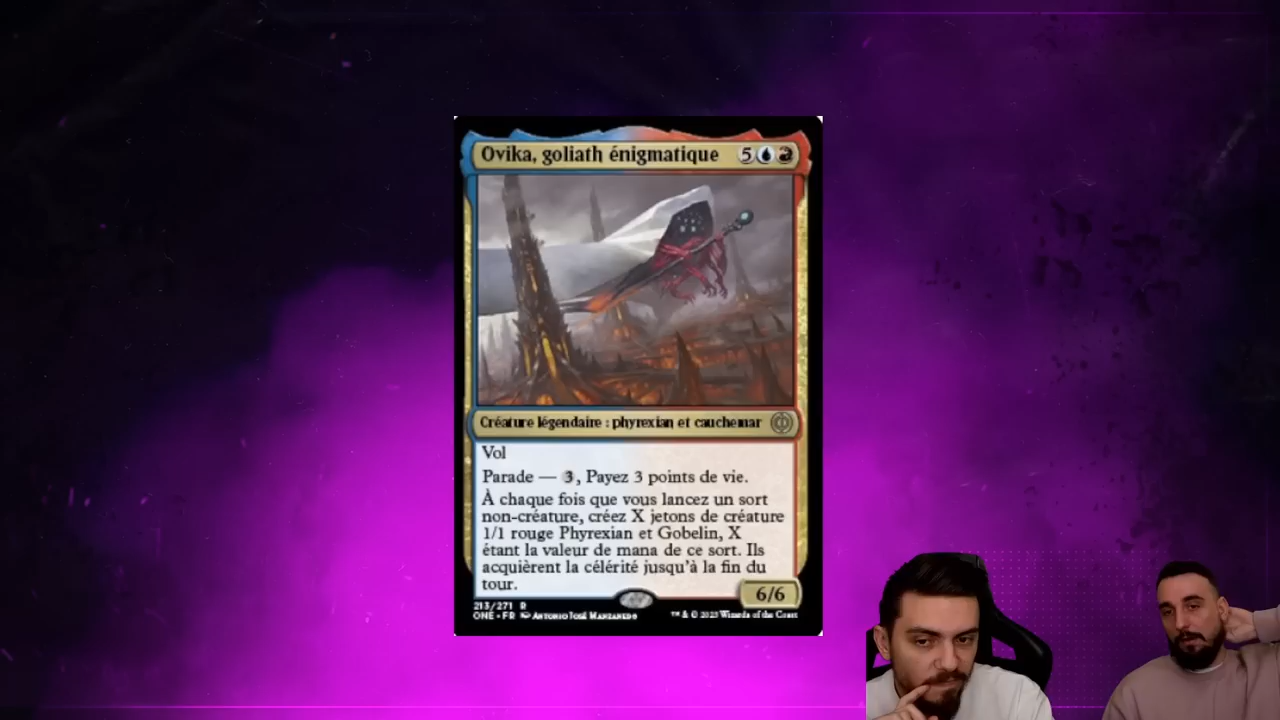 Ovika, goliath énigmatique 5
Créature légendaire : phyrexian et cauchemar
Vol
Parade — 3, Payez 3 points de vie.
À chaque fois que vous lancez un sort
non-créature, créez X jetons de créature
1/1 rouge Phyrexian et Gobelin, X
étant la valeur de mana de ce sort. Ils
acquièrent la célérité jusqu'à la fin du
tour.
6/6
213/271 R
ONE • FR Antonio José Manzanedo
™ & © 2023 Wizards of the Coast